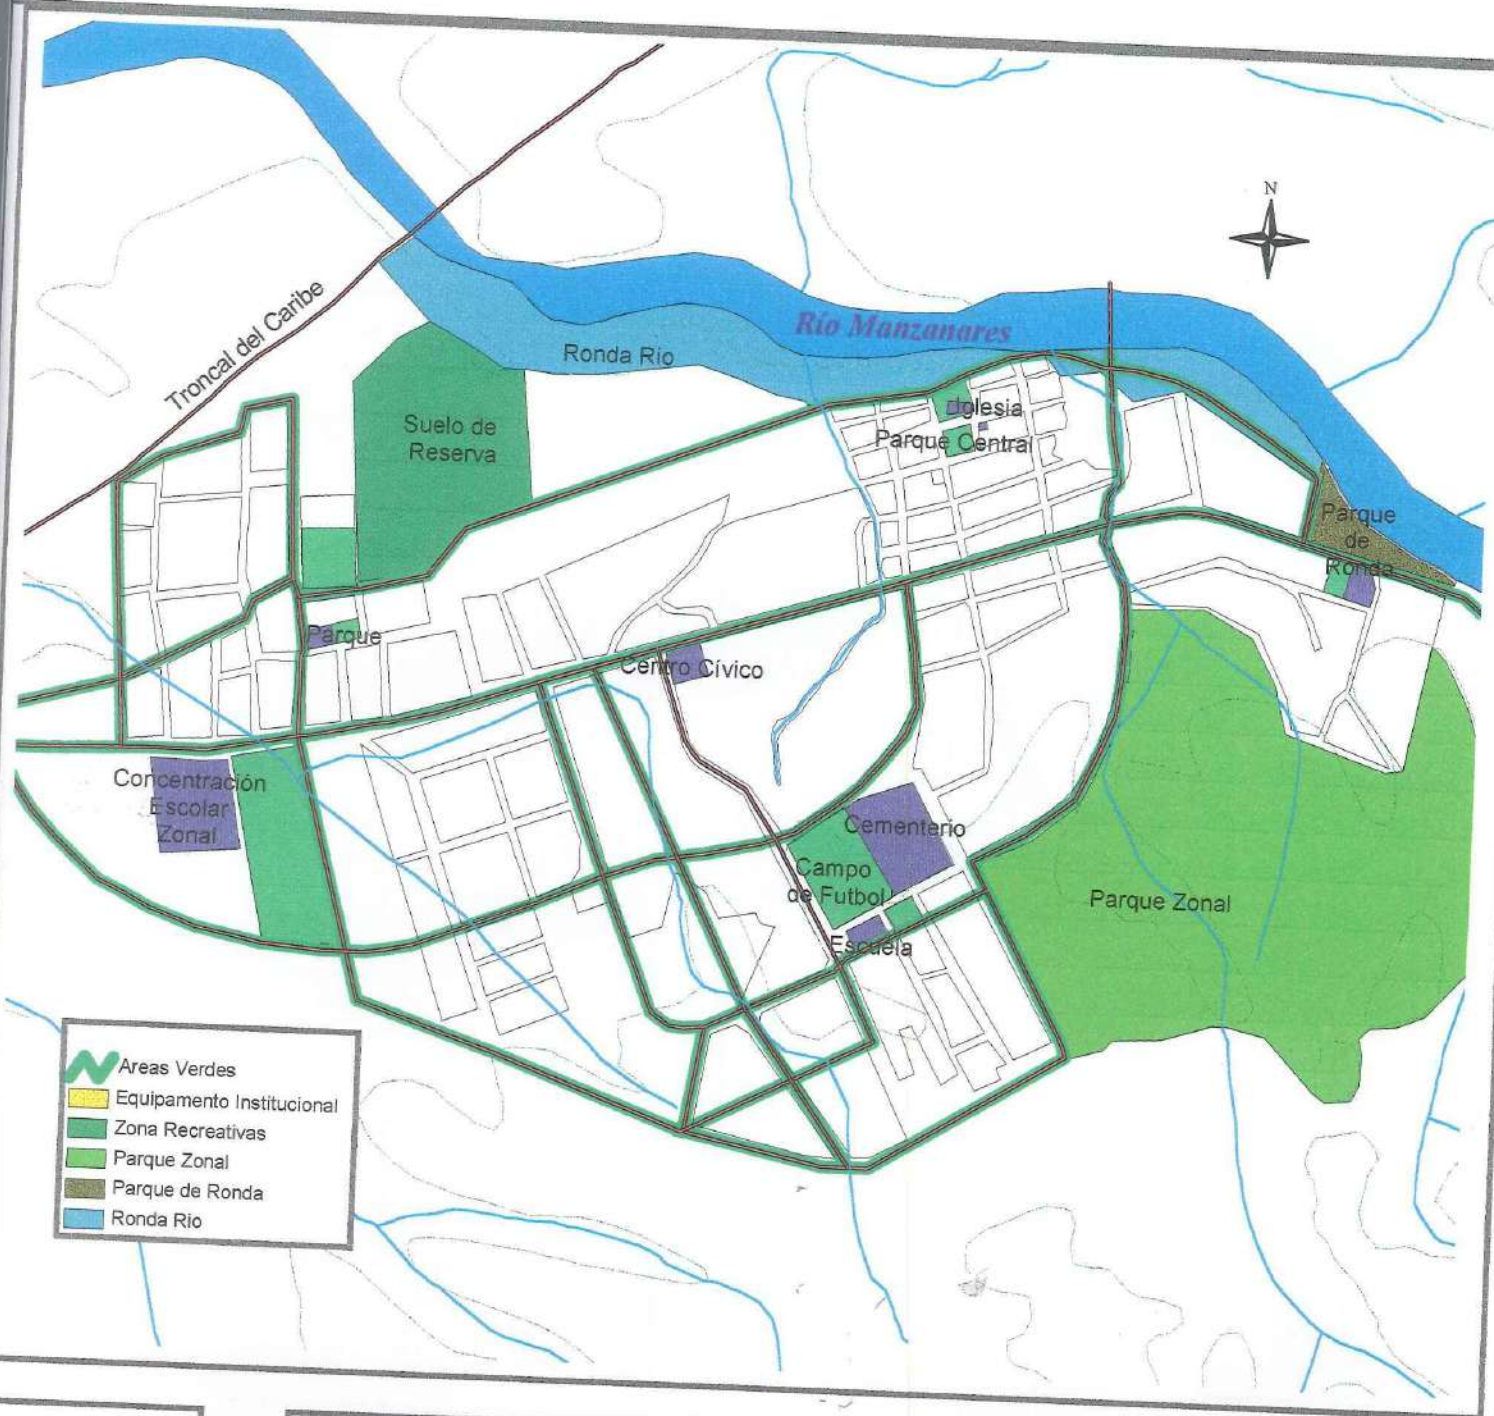 N
Troncal del Caribe
Río Manzanares
Ronda Rio
Suelo de
Reserva
Iglesia
Parque Central
Parque
de
Ronda
Parque
Centro Cívico
Concentración
Escolar
Zonal
Cementerio
Campo
de Futbol
Escuela
Parque Zonal
Areas Verdes
Equipamento Institucional
Zona Recreativas
Parque Zonal
Parque de Ronda
Ronda Rio